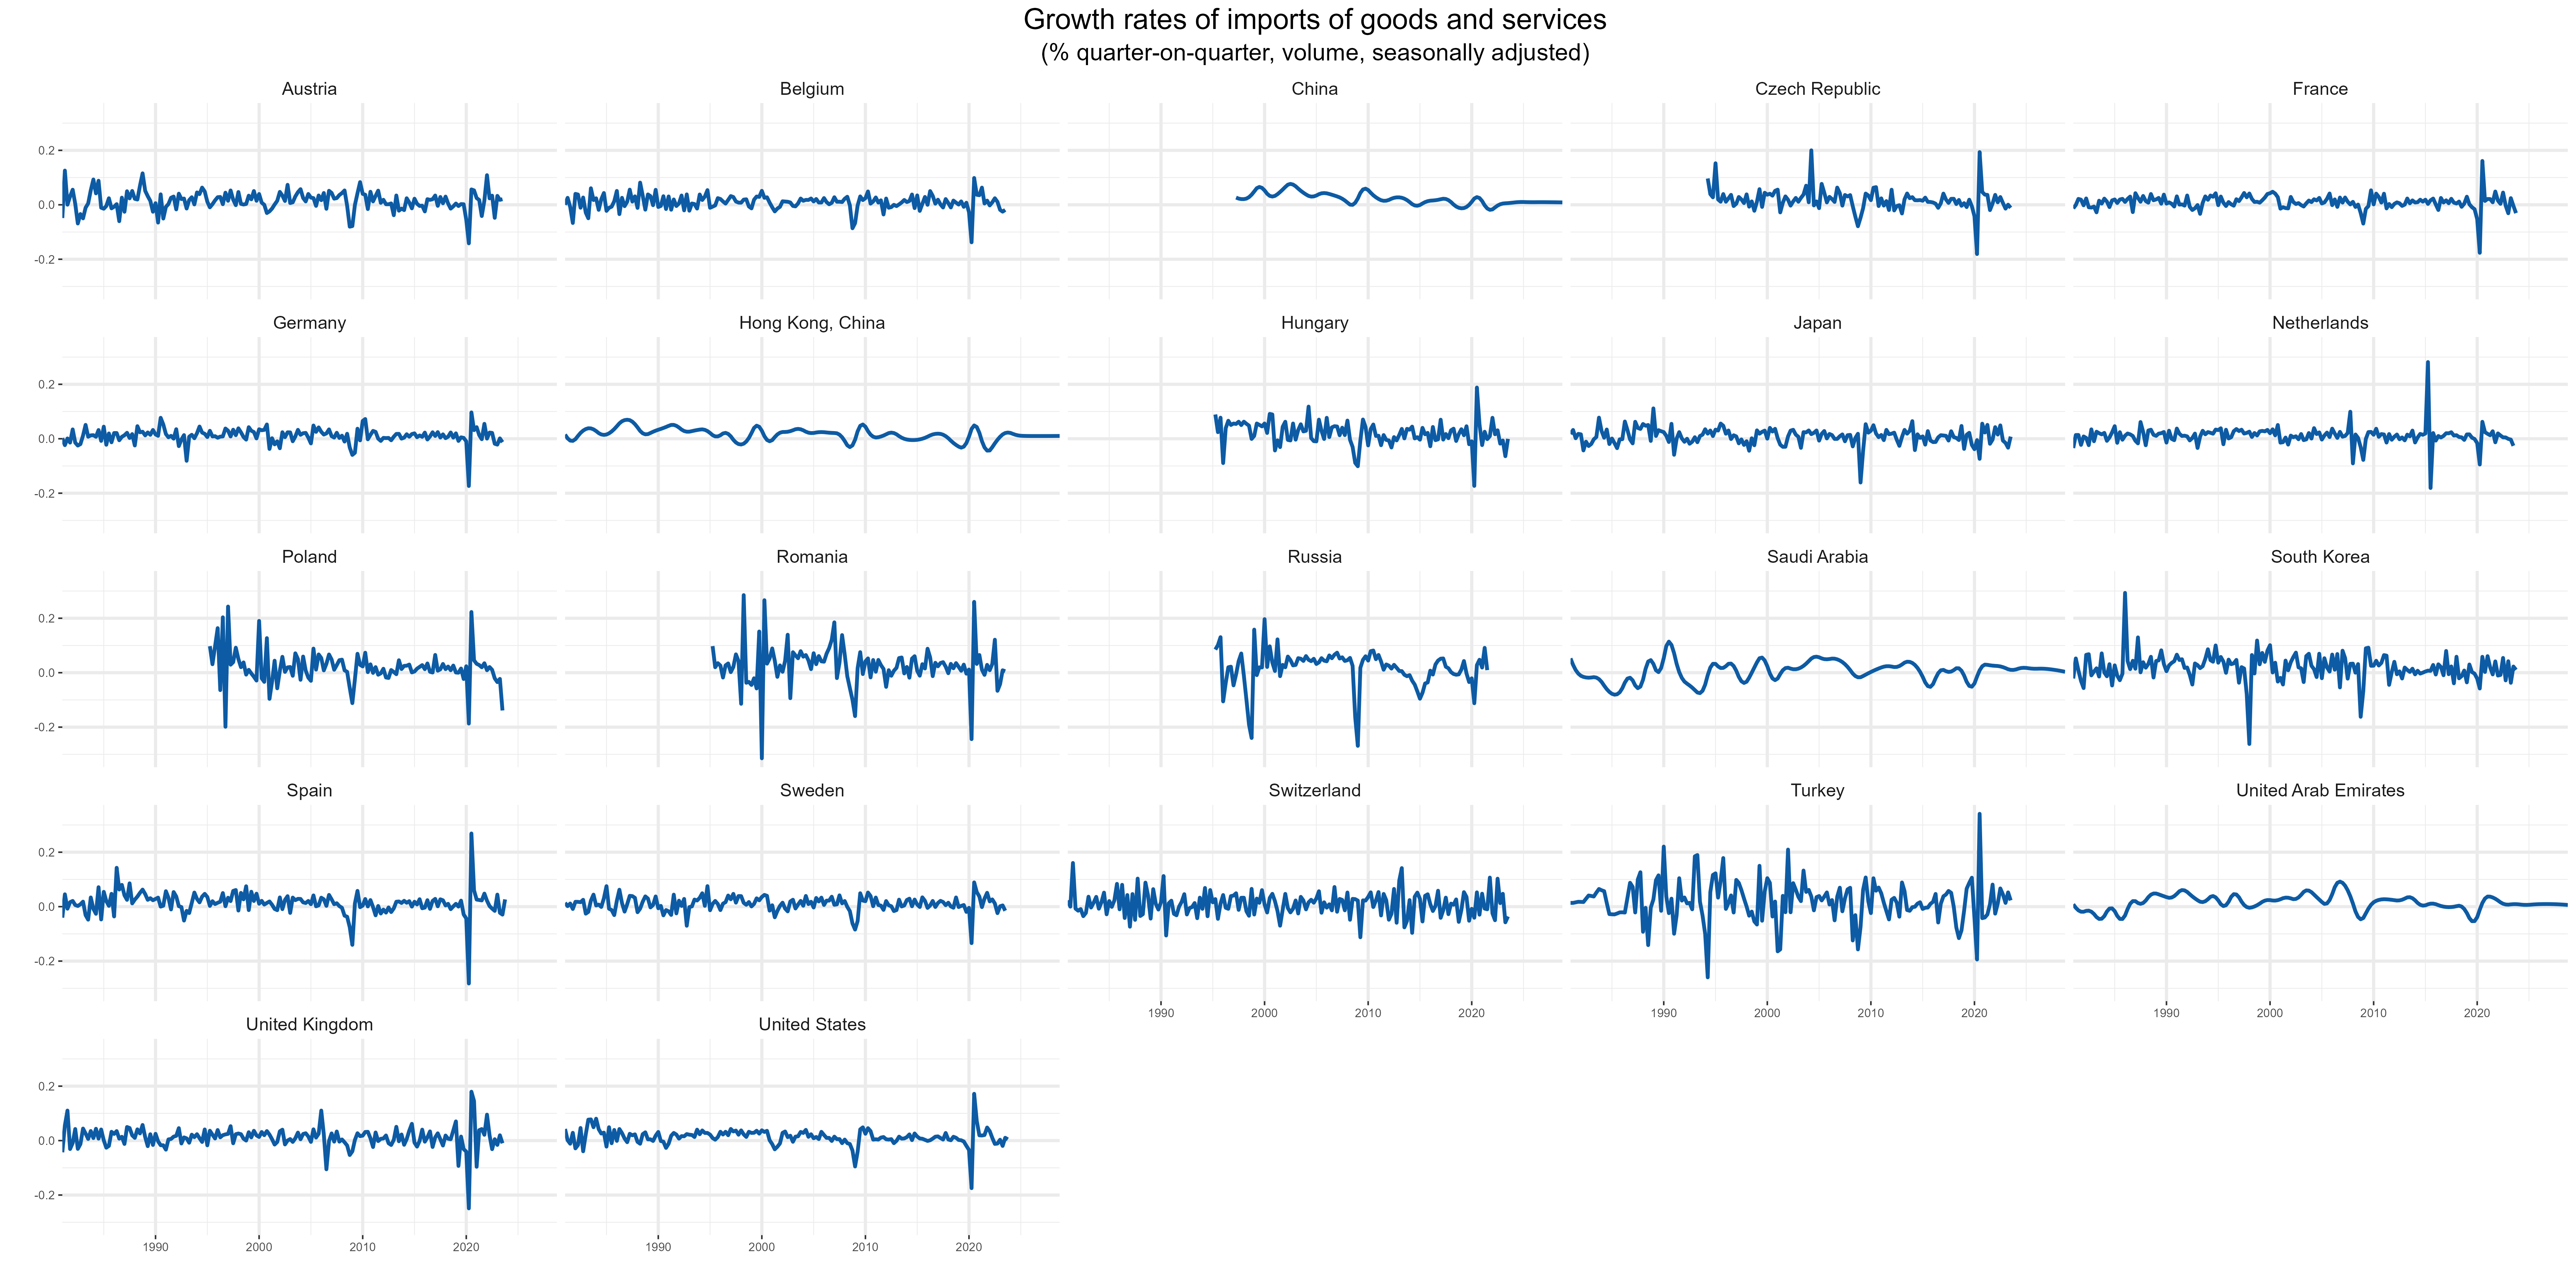 Growth rates of imports of goods and services
(% quarter-on-quarter, volume, seasonally adjusted)
Austria Belgium China Czech Republic France
0.2
0.0
-0.2
Germany Hong Kong, China Hungary Japan Netherlands
0.2
0.0
-0.2
Poland Romania Russia Saudi Arabia South Korea
0.2
0.0
-0.2
Spain Sweden Switzerland Turkey United Arab Emirates
0.2
0.0
-0.2
1990 2000 2010 2020 1990 2000 2010 2020 1990 2000 2010 2020
United Kingdom United States
0.2
0.0
-0.2
1990 2000 2010 2020 1990 2000 2010 2020